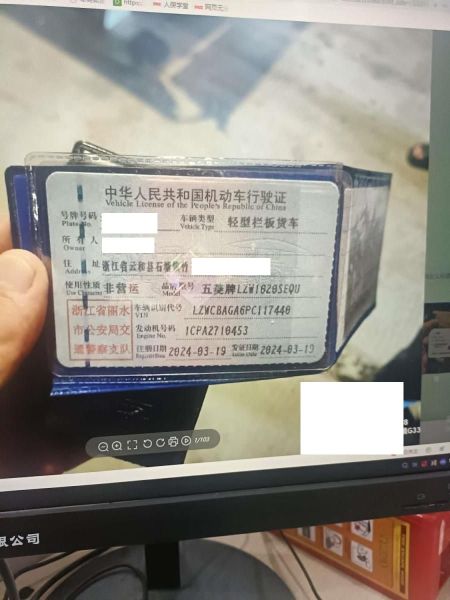 https:
人保学堂
中华人民共和国机动车行驶证
Vehicle License of the People's Republic of China
号牌号码
Plate No.
车辆类型
Vehicle Type
轻型栏板货车
所有人
Owner
住址
Address
浙江省云和县石塘镇竹
使用性质
Use Character
非营运
品牌型号
Model
五菱牌LZW1020SEQU
浙江省丽水
市公安局交
通警察支队
车辆识别代号
VIN
LZWCBAGA6PC117440
发动机号码
Engine No.
1CPA2710453
注册日期
Register Date
2024-03-19
发证日期
Issue Date
2024-03-19
1/103
限公司